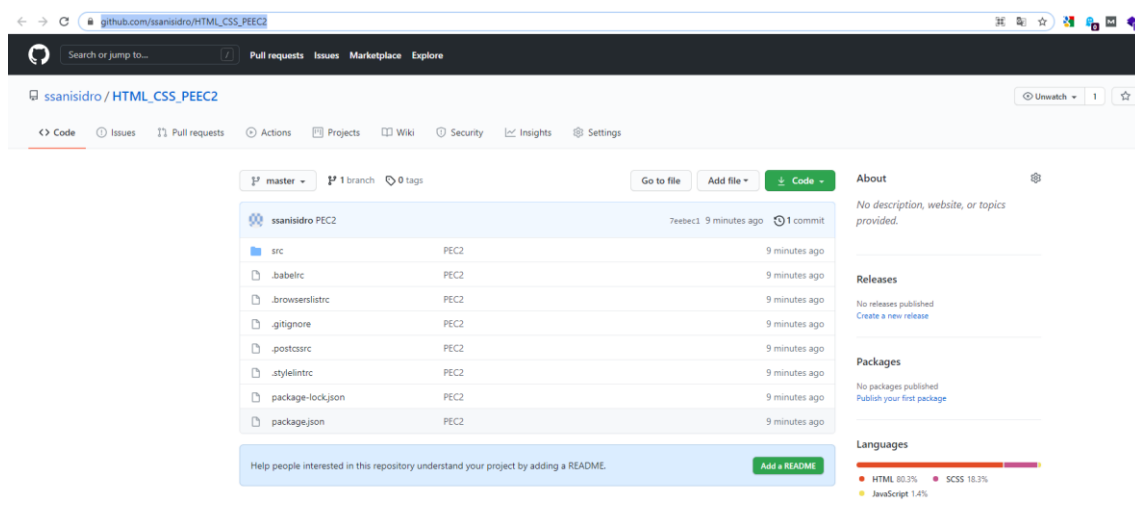 github.com/ssanisidro/HTML_CSS_PEEC2
Search or jump to... / Pull requests Issues Marketplace Explore
ssanisidro / HTML_CSS_PEEC2 Unwatch 1
<> Code Issues Pull requests Actions Projects Wiki Security Insights Settings
master 1 branch 0 tags Go to file Add file Code
ssanisidro PEC2 7eebec1 9 minutes ago 1 commit
src PEC2 9 minutes ago
.babelrc PEC2 9 minutes ago
.browserslistrc PEC2 9 minutes ago
.gitignore PEC2 9 minutes ago
.postcssrc PEC2 9 minutes ago
.stylelintrc PEC2 9 minutes ago
package-lock.json PEC2 9 minutes ago
package.json PEC2 9 minutes ago
Help people interested in this repository understand your project by adding a README. Add a README
About
No description, website, or topics
provided.
Releases
No releases published
Create a new release
Packages
No packages published
Publish your first package
Languages
HTML 80.3% SCSS 18.3%
JavaScript 1.4%